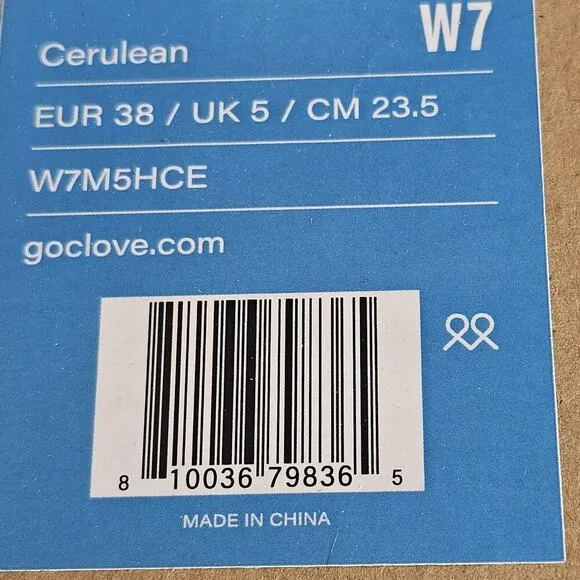 W7
Cerulean
EUR 38 / UK 5 / CM 23.5
W7M5HCE
goclove.com
8 10036 79836 5
MADE IN CHINA